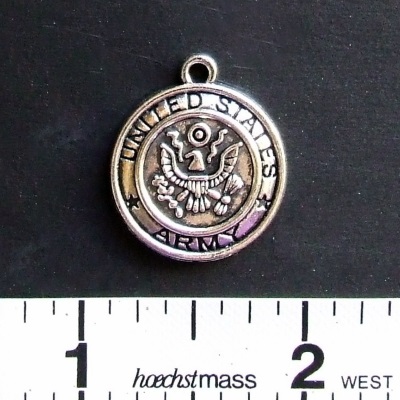 UNITED STATES
ARMY
1 2
hoechstmass WEST